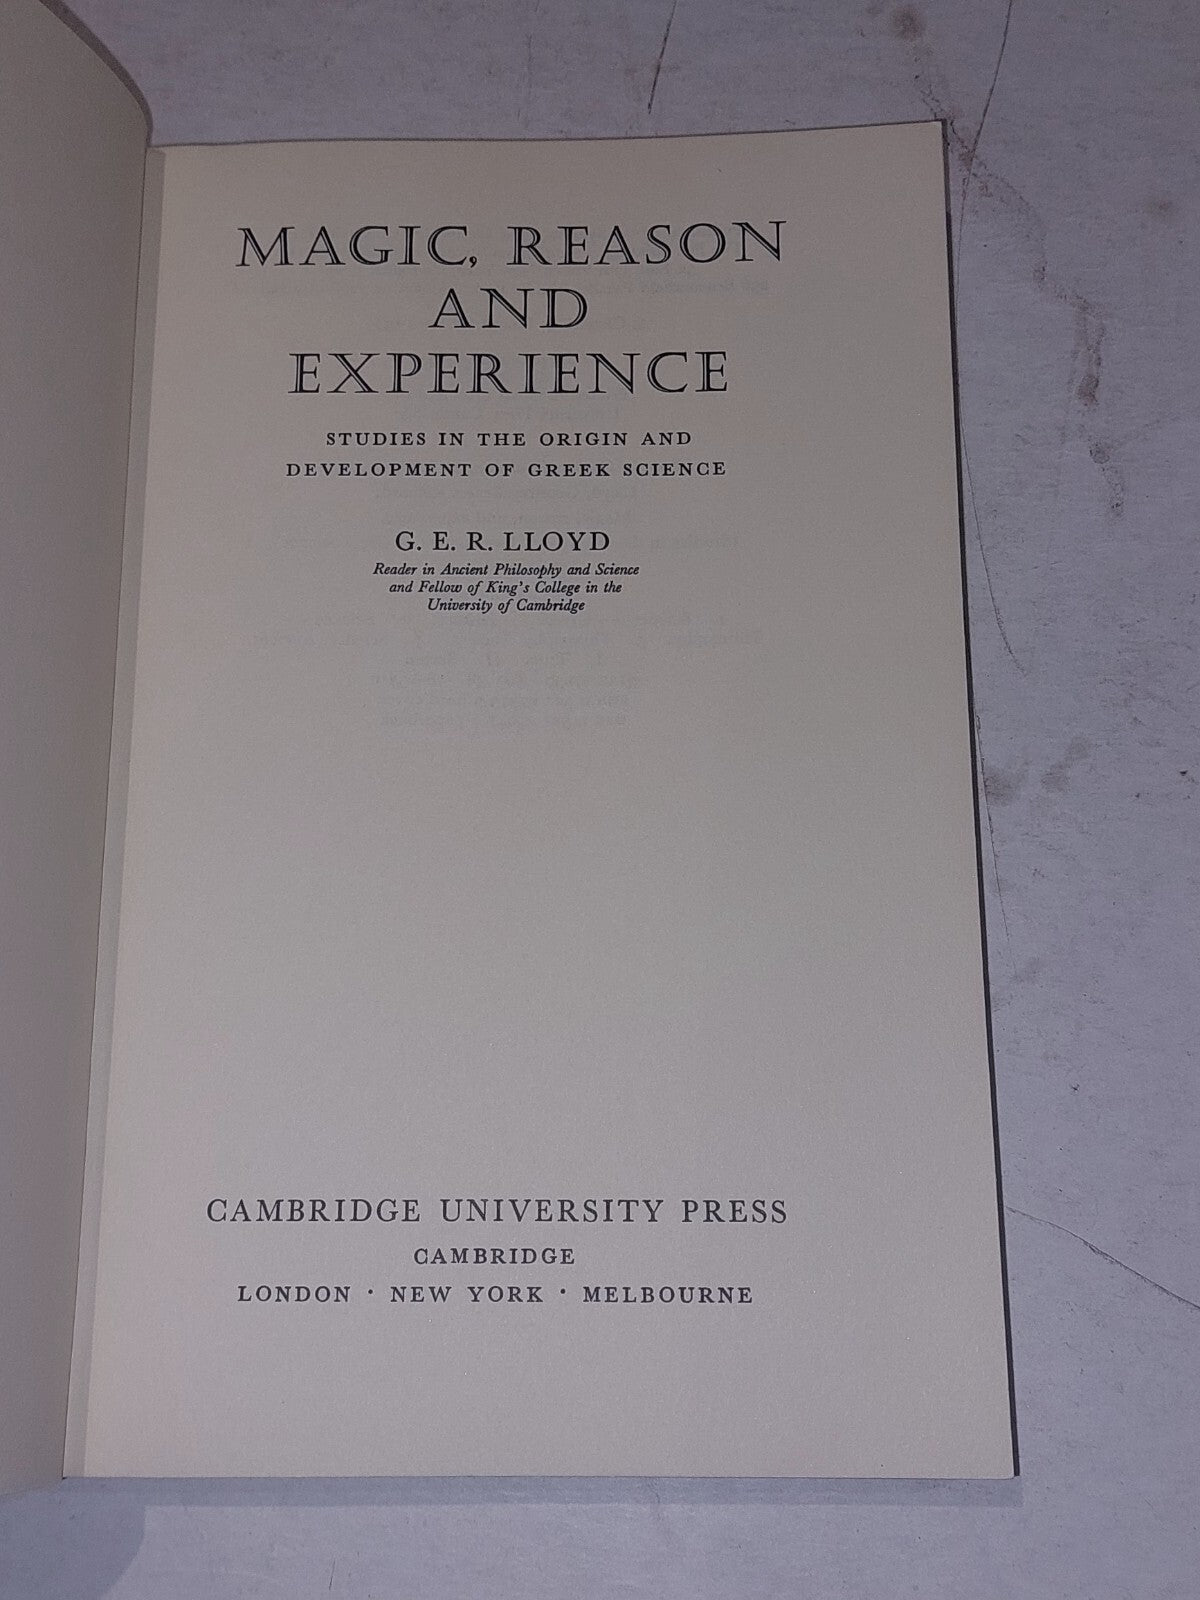 MAGIC, REASON
AND
EXPERIENCE
STUDIES IN THE ORIGIN AND
DEVELOPMENT OF GREEK SCIENCE
G. E. R. LLOYD
Reader in Ancient Philosophy and Science
and Fellow of King's College in the
University of Cambridge
CAMBRIDGE UNIVERSITY PRESS
CAMBRIDGE
LONDON · NEW YORK · MELBOURNE